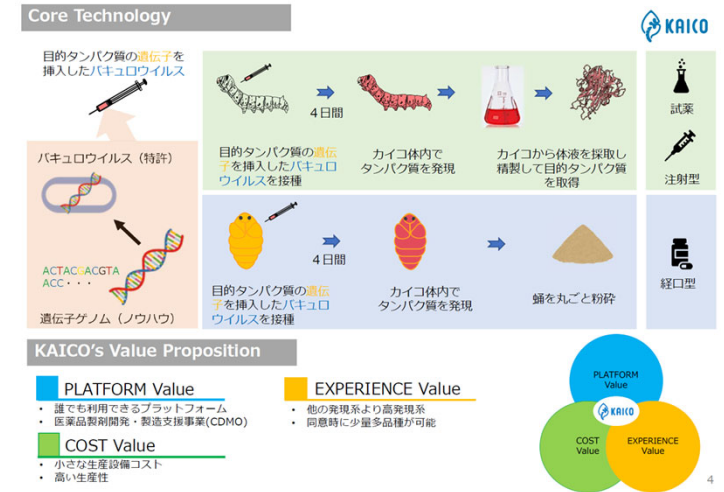 Core Technology
KAICO
目的タンパク質の遺伝子を
挿入したバキュロウイルス
バキュロウイルス（特許）
ACTACGACGTA
ACC・・・
遺伝子ゲノム（ノウハウ）
4日間
目的タンパク質の遺伝
子を挿入したバキュロ
ウイルスを接種
カイコ体内で
タンパク質を発現
カイコから体液を採取し
精製して目的タンパク質
を取得
試薬
注射型
4日間
目的タンパク質の遺伝
子を挿入したバキュロ
ウイルスを接種
カイコ体内で
タンパク質を発現
蛹を丸ごと粉砕
経口型
KAICO's Value Proposition
PLATFORM Value
• 誰でも利用できるプラットフォーム
• 医薬品製剤開発・製造支援事業(CDMO)
COST Value
• 小さな生産設備コスト
• 高い生産性
EXPERIENCE Value
• 他の発現系より高発現系
• 同意時に少量多品種が可能
PLATFORM
Value
KAICO
COST
Value
EXPERIENCE
Value
4